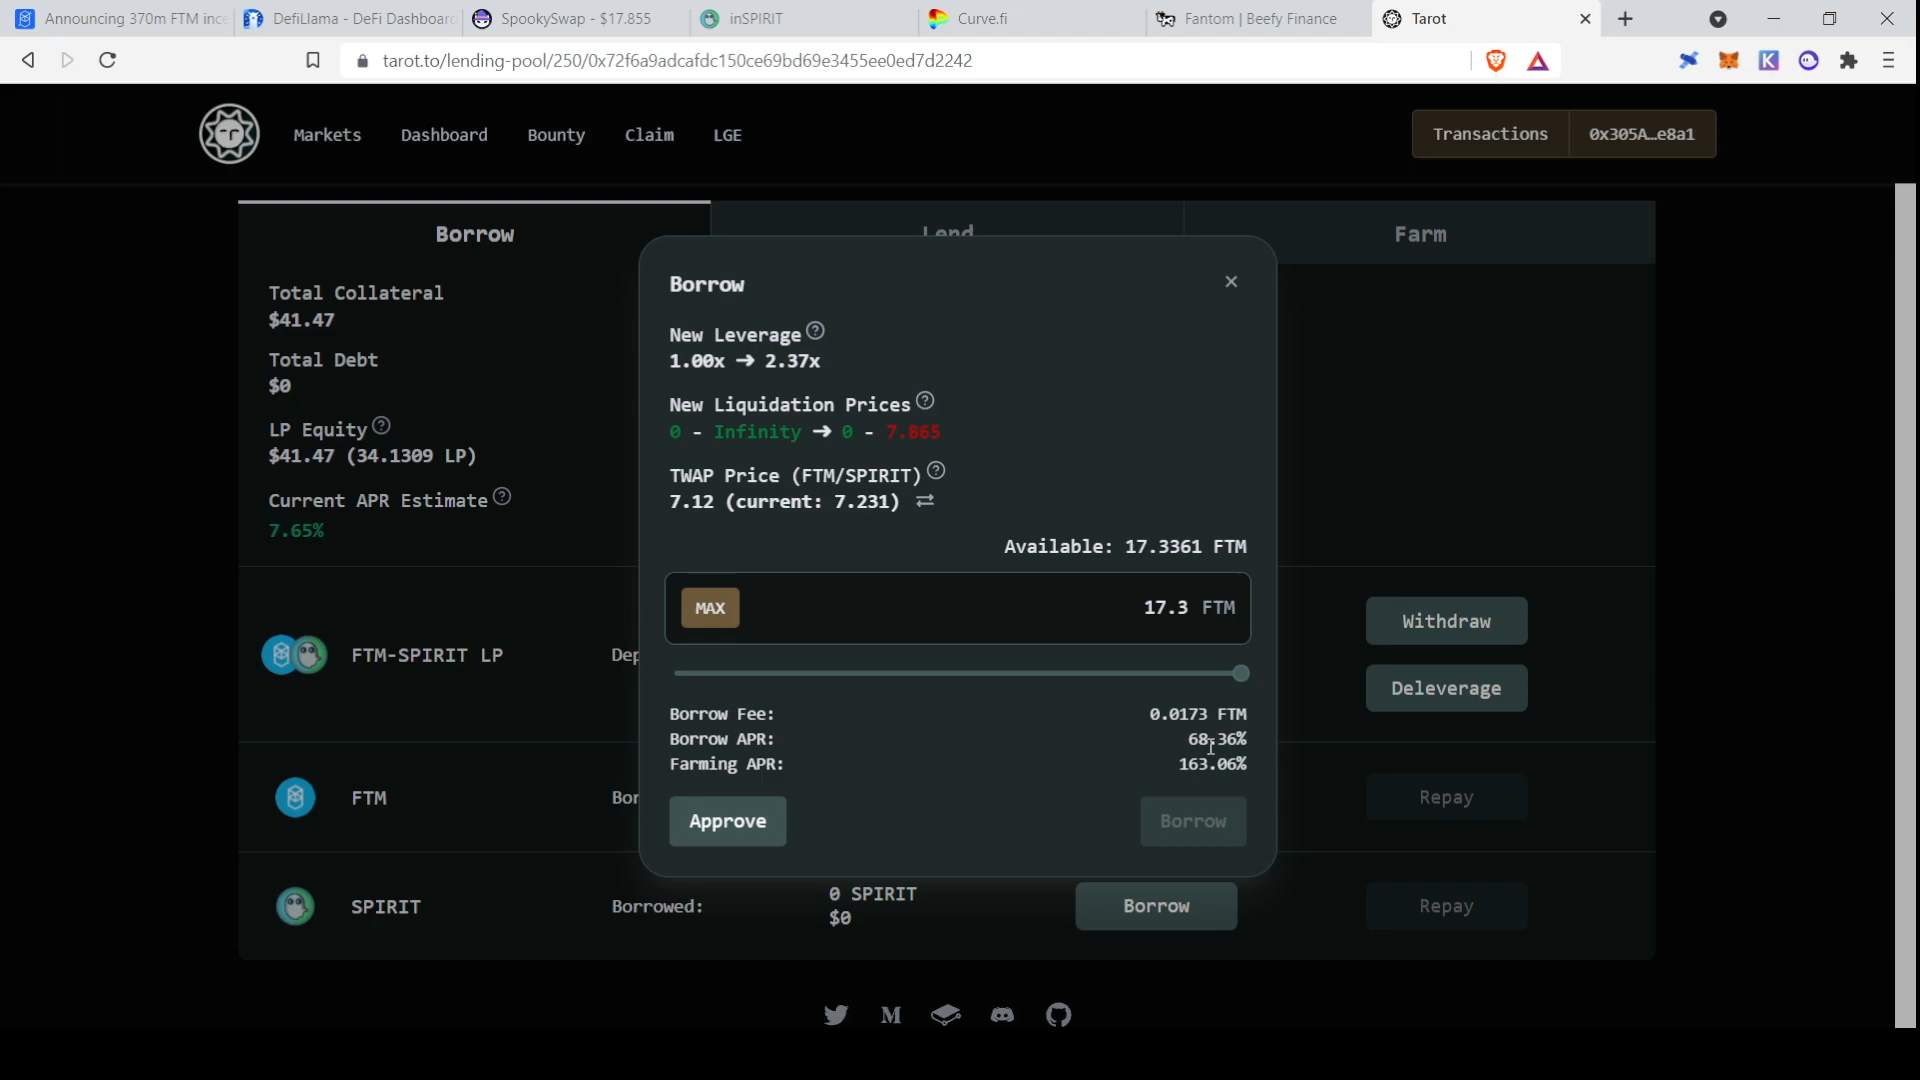 Announcing 370m FTM ince
DefiLlama - DeFi Dashboard
SpookySwap - $17.855
inSPIRIT
Curve.fi
Fantom | Beefy Finance
Tarot
tarot.to/lending-pool/250/0x72f6a9adcafdc150ce69bd69e3455ee0ed7d2242
Markets
Dashboard
Bounty
Claim
LGE
Transactions
0x305A…e8a1
Borrow
Lend
Farm
Total Collateral
$41.47
Total Debt
$0
LP Equity
$41.47 (34.1309 LP)
Current APR Estimate
7.65%
Borrow
New Leverage
1.00x → 2.37x
New Liquidation Prices
0 - Infinity → 0 - 7.865
TWAP Price (FTM/SPIRIT)
7.12 (current: 7.231)
Available: 17.3361 FTM
MAX 17.3 FTM
Borrow Fee: 0.0173 FTM
Borrow APR: 68.36%
Farming APR: 163.06%
Approve
Borrow
FTM-SPIRIT LP
Dep
Withdraw
Deleverage
FTM
Bor
Repay
SPIRIT
Borrowed:
0 SPIRIT
$0
Borrow
Repay